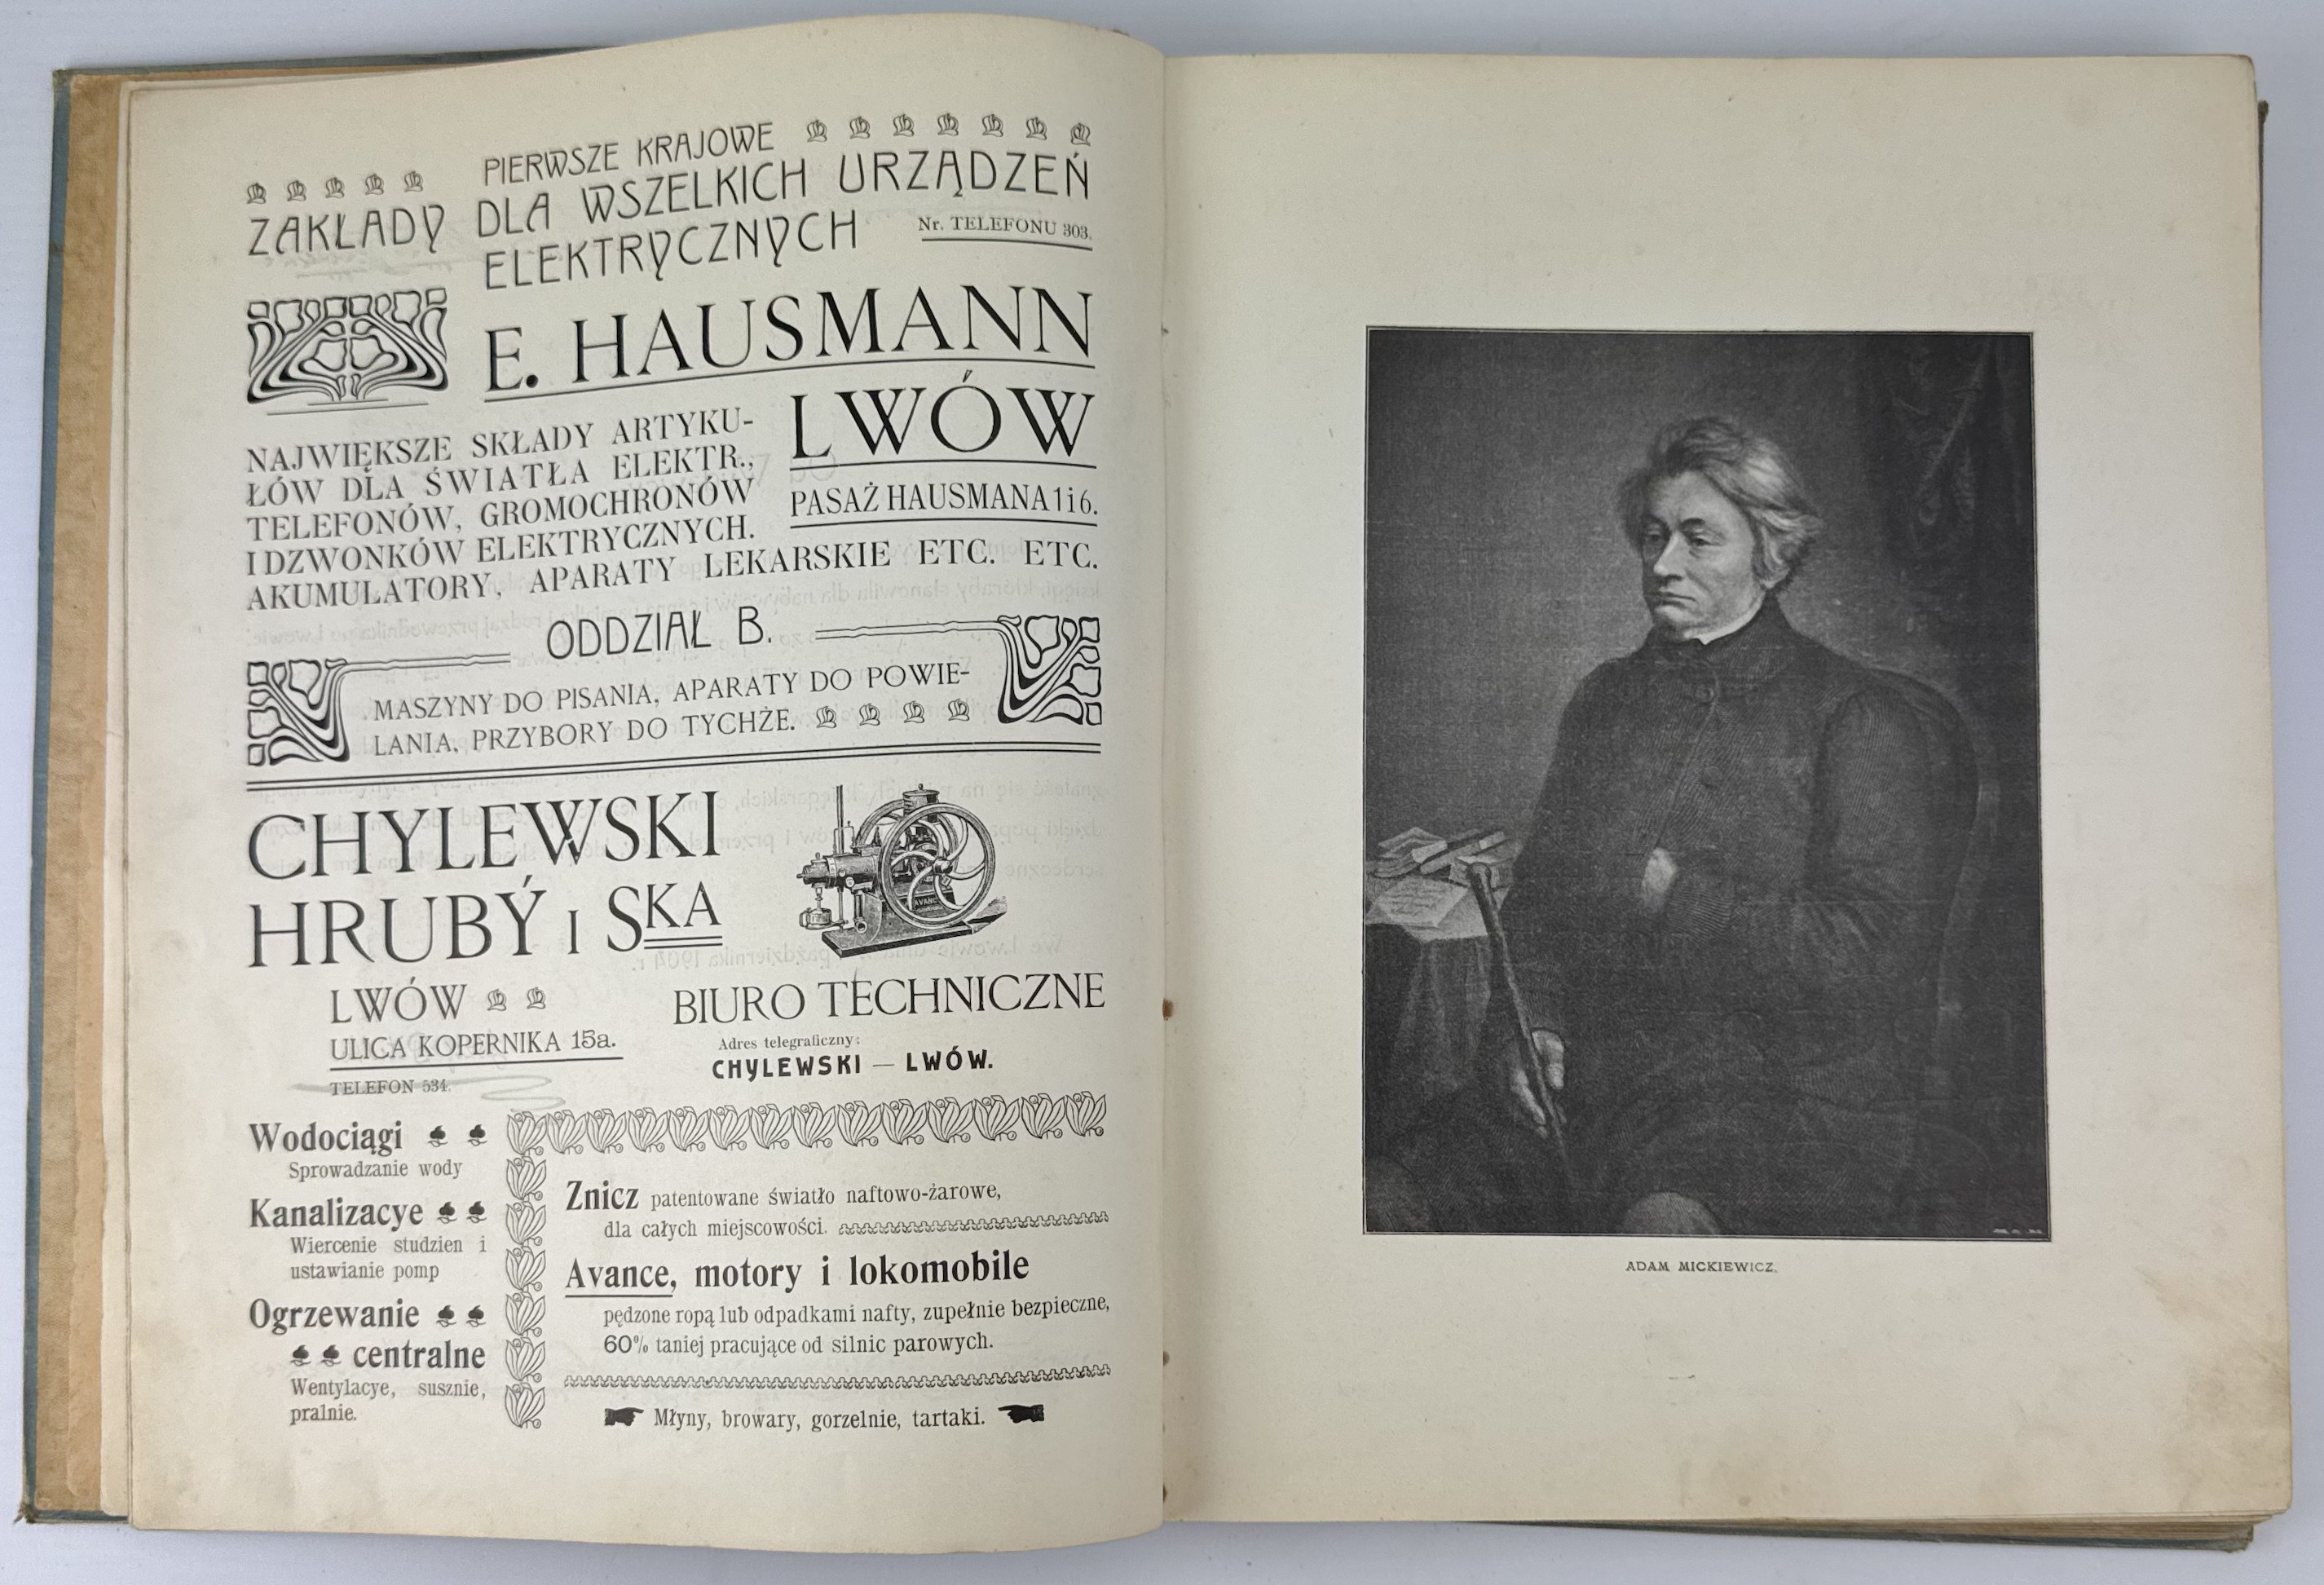 PIERWSZE KRAJOWE
ZAKŁADY DLA WSZELKICH URZĄDZEŃ
ELEKTRYCZNYCH
Nr. TELEFONU 303.
E. HAUSMANN
LWÓW
PASAŻ HAUSMANA 1 i 6.
NAJWIĘKSZE SKŁADY ARTYKU-
ŁÓW DLA ŚWIATŁA ELEKTR.,
TELEFONÓW, GROMOCHRONÓW
I DZWONKÓW ELEKTRYCZNYCH.
AKUMULATORY, APARATY LEKARSKIE ETC. ETC.
ODDZIAŁ B.
MASZYNY DO PISANIA, APARATY DO POWIE-
LANIA, PRZYBORY DO TYCHŻE.
CHYLEWSKI
HRUBÝ I SKA
AVANCE
LWÓW
ULICA KOPERNIKA 15a.
TELEFON 534.
BIURO TECHNICZNE
Adres telegraficzny:
CHYLEWSKI — LWÓW.
Wodociągi
Sprowadzanie wody
Kanalizacye
Wiercenie studzien i
ustawianie pomp
Ogrzewanie
centralne
Wentylacye, susznie,
pralnie.
Znicz patentowane światło naftowo-żarowe,
dla całych miejscowości.
Avance, motory i lokomobile
pędzone ropą lub odpadkami nafty, zupełnie bezpieczne,
60% taniej pracujące od silnic parowych.
Młyny, browary, gorzelnie, tartaki.
ADAM MICKIEWICZ.